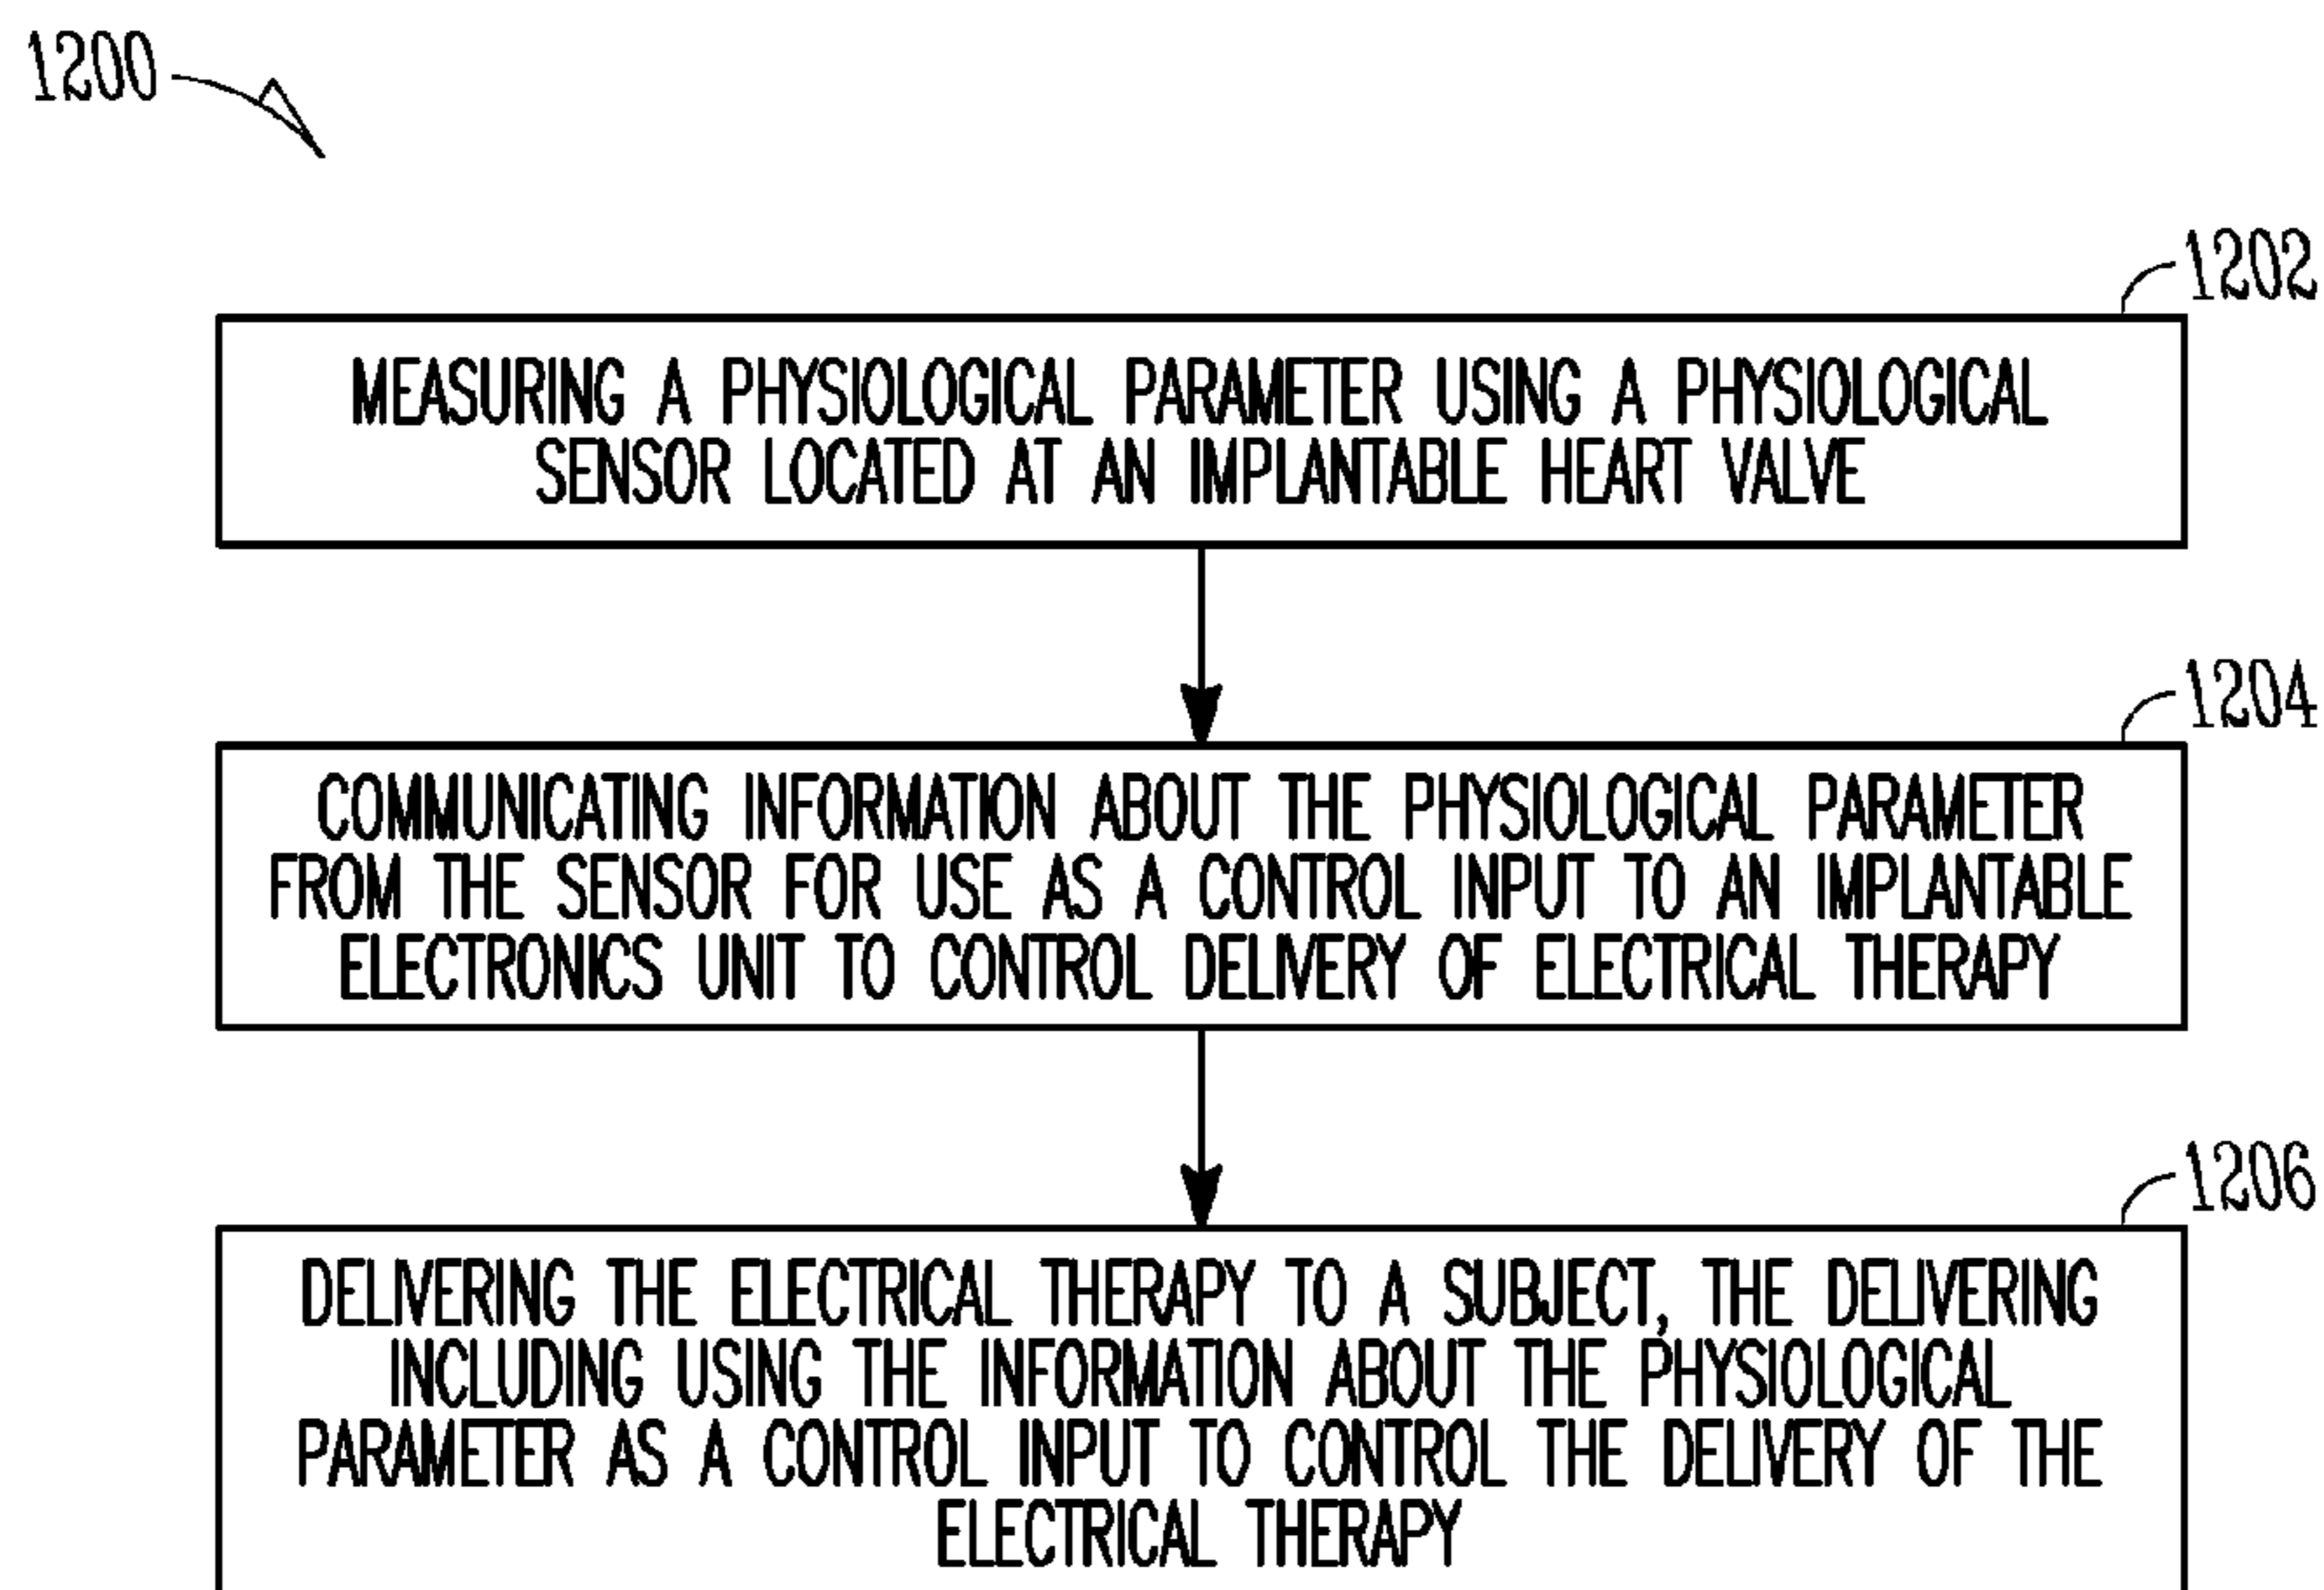 1200
1202
MEASURING A PHYSIOLOGICAL PARAMETER USING A PHYSIOLOGICAL
SENSOR LOCATED AT AN IMPLANTABLE HEART VALVE
1204
COMMUNICATING INFORMATION ABOUT THE PHYSIOLOGICAL PARAMETER
FROM THE SENSOR FOR USE AS A CONTROL INPUT TO AN IMPLANTABLE
ELECTRONICS UNIT TO CONTROL DELIVERY OF ELECTRICAL THERAPY
1206
DELIVERING THE ELECTRICAL THERAPY TO A SUBJECT, THE DELIVERING
INCLUDING USING THE INFORMATION ABOUT THE PHYSIOLOGICAL
PARAMETER AS A CONTROL INPUT TO CONTROL THE DELIVERY OF THE
ELECTRICAL THERAPY